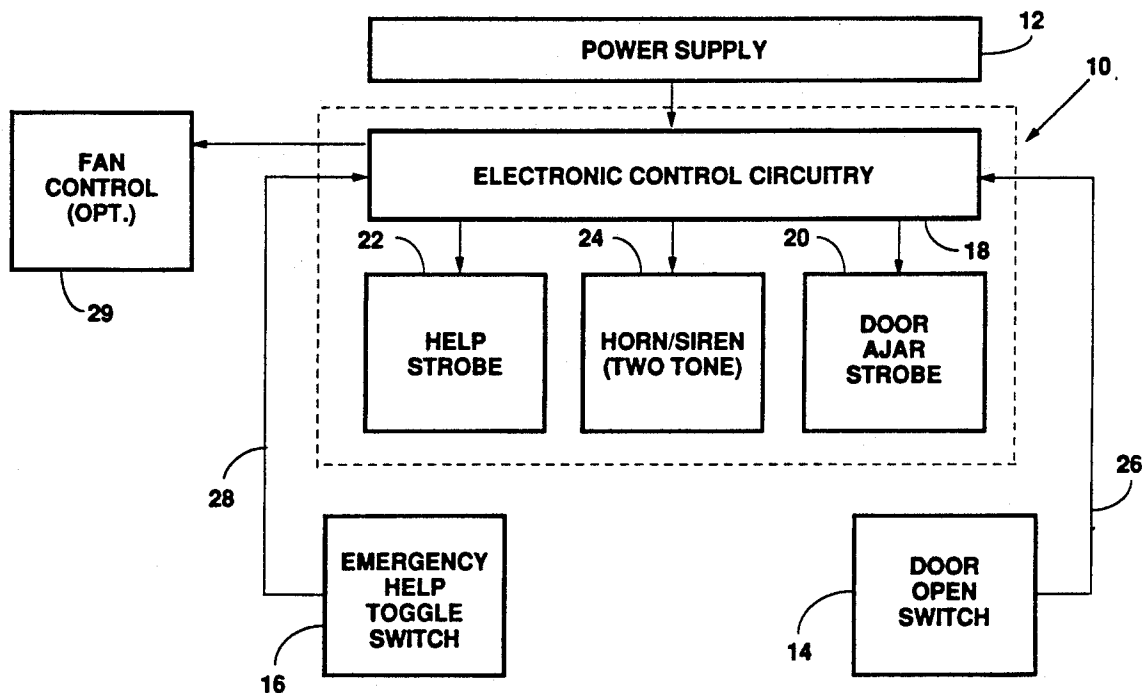 POWER SUPPLY
12
10
FAN
CONTROL
(OPT.)
29
ELECTRONIC CONTROL CIRCUITRY
18
22
24
20
HELP
STROBE
HORN/SIREN
(TWO TONE)
DOOR
AJAR
STROBE
28
26
EMERGENCY
HELP
TOGGLE
SWITCH
16
DOOR
OPEN
SWITCH
14